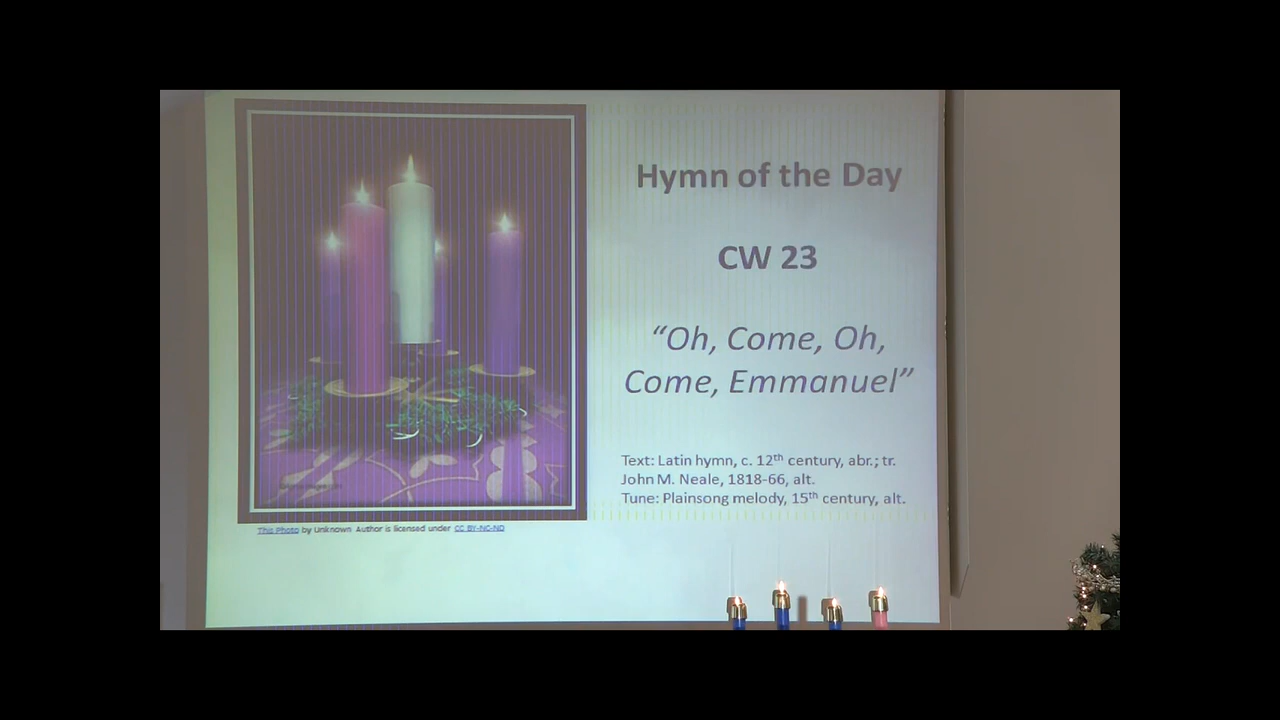 Hymn of the Day
CW 23
“Oh, Come, Oh,
Come, Emmanuel”
Text: Latin hymn, c. 12th century, abr.; tr.
John M. Neale, 1818-66, alt.
Tune: Plainsong melody, 15th century, alt.
This Photo by Unknown Author is licensed under CC BY-NC-ND